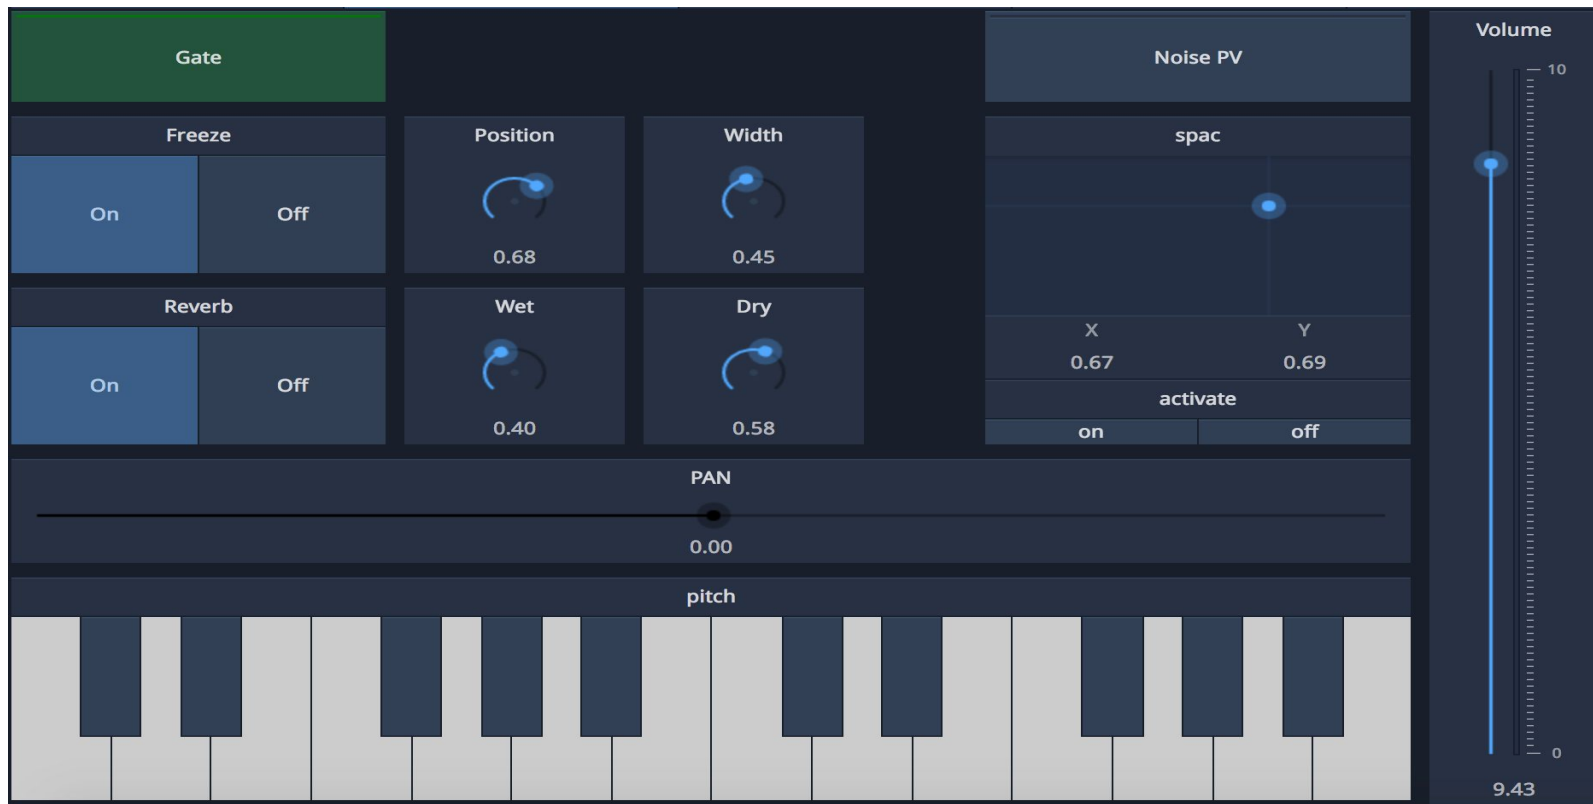 Gate
Noise PV
Volume
10
Freeze
On
Off
Position
0.68
Width
0.45
spac
X
Y
0.67
0.69
Reverb
On
Off
Wet
0.40
Dry
0.58
activate
on
off
PAN
0.00
pitch
0
9.43